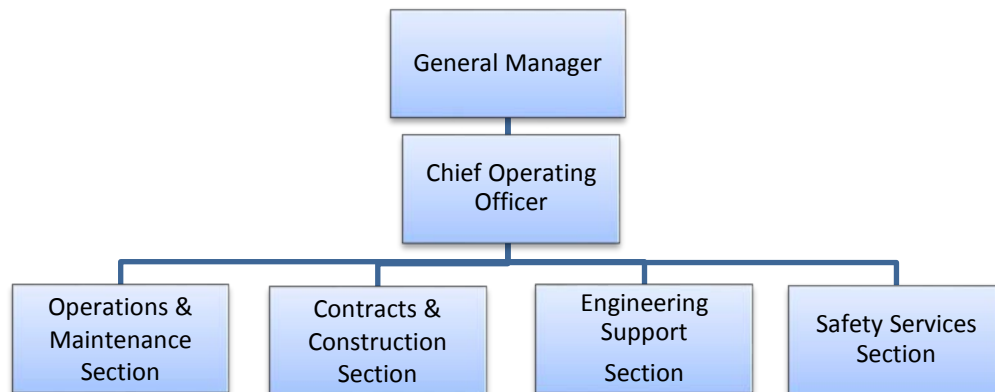 General Manager
Chief Operating
Officer
Operations &
Maintenance
Section
Contracts &
Construction
Section
Engineering
Support
Section
Safety Services
Section